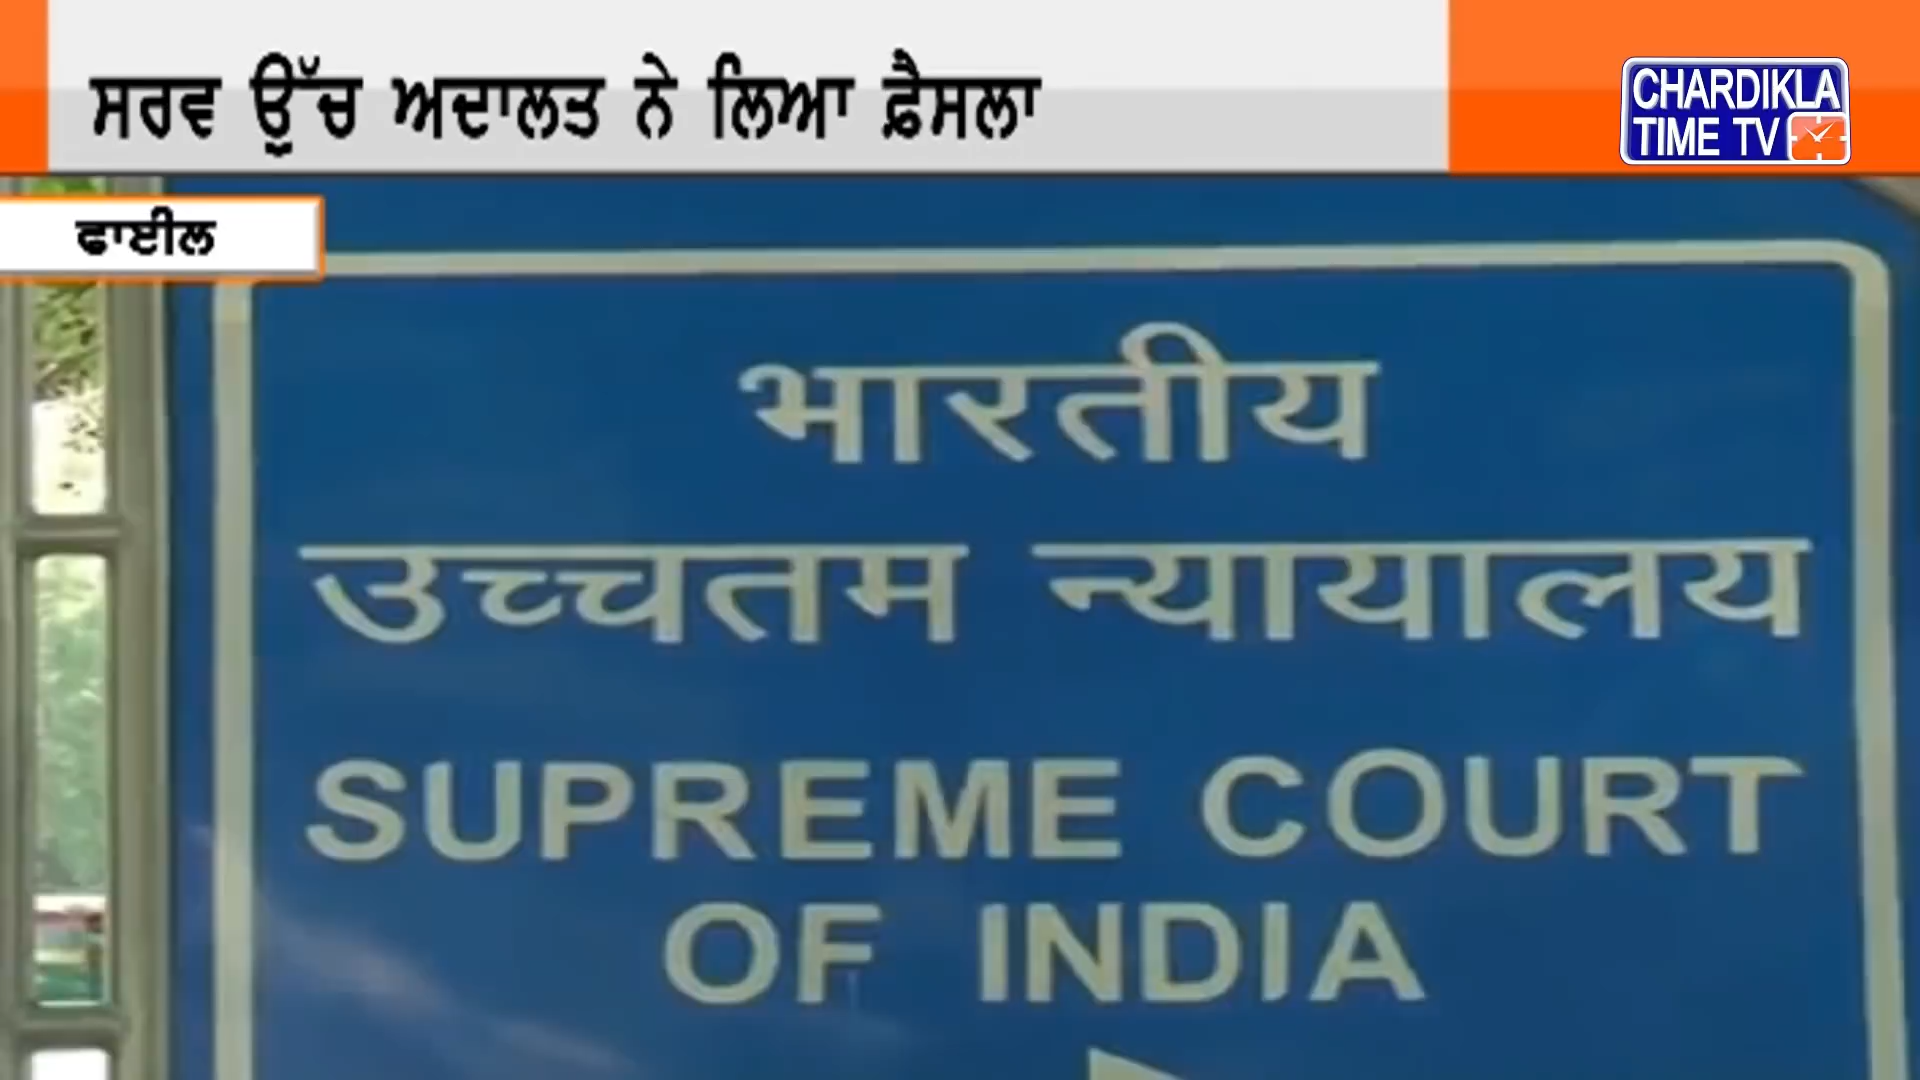 ਸਰਵ ਉੱਚ ਅਦਾਲਤ ਨੇ ਲਿਆ ਫ਼ੈਸਲਾ
CHARDIKLA
TIME TV
ਫਾਈਲ
भारतीय
उच्चतम न्यायालय
SUPREME COURT
OF INDIA